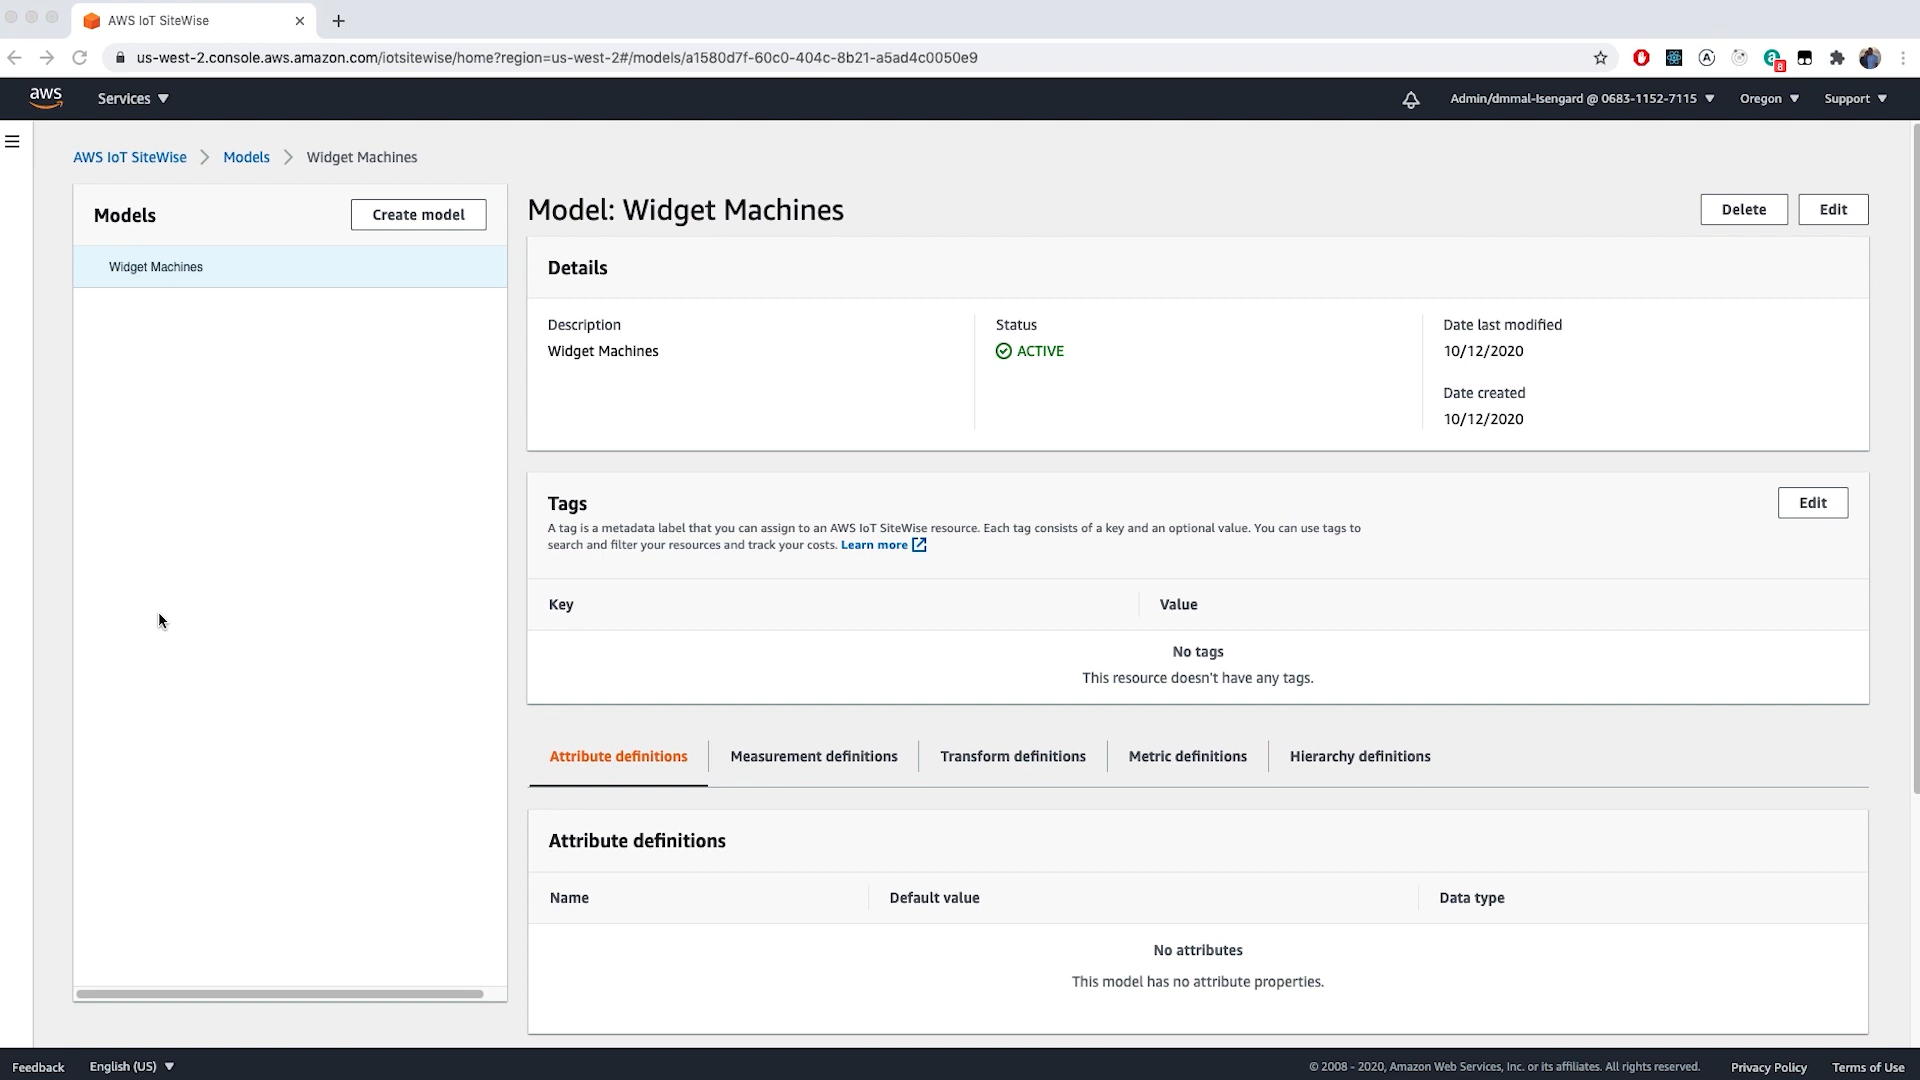 AWS IoT SiteWise
us-west-2.console.aws.amazon.com/iotsitewise/home?region=us-west-2#/models/a1580d7f-60c0-404c-8b21-a5ad4c0050e9
8
aws
Services
Admin/dmmal-Isengard @ 0683-1152-7115
Oregon
Support
AWS IoT SiteWise
Models
Widget Machines
Models
Create model
Widget Machines
Model: Widget Machines
Delete
Edit
Details
Description
Widget Machines
Status
ACTIVE
Date last modified
10/12/2020
Date created
10/12/2020
Tags
Edit
A tag is a metadata label that you can assign to an AWS IoT SiteWise resource. Each tag consists of a key and an optional value. You can use tags to
search and filter your resources and track your costs. Learn more
Key
Value
No tags
This resource doesn't have any tags.
Attribute definitions
Measurement definitions
Transform definitions
Metric definitions
Hierarchy definitions
Attribute definitions
Name
Default value
Data type
No attributes
This model has no attribute properties.
Feedback
English (US)
© 2008 - 2020, Amazon Web Services, Inc. or its affiliates. All rights reserved.
Privacy Policy
Terms of Use